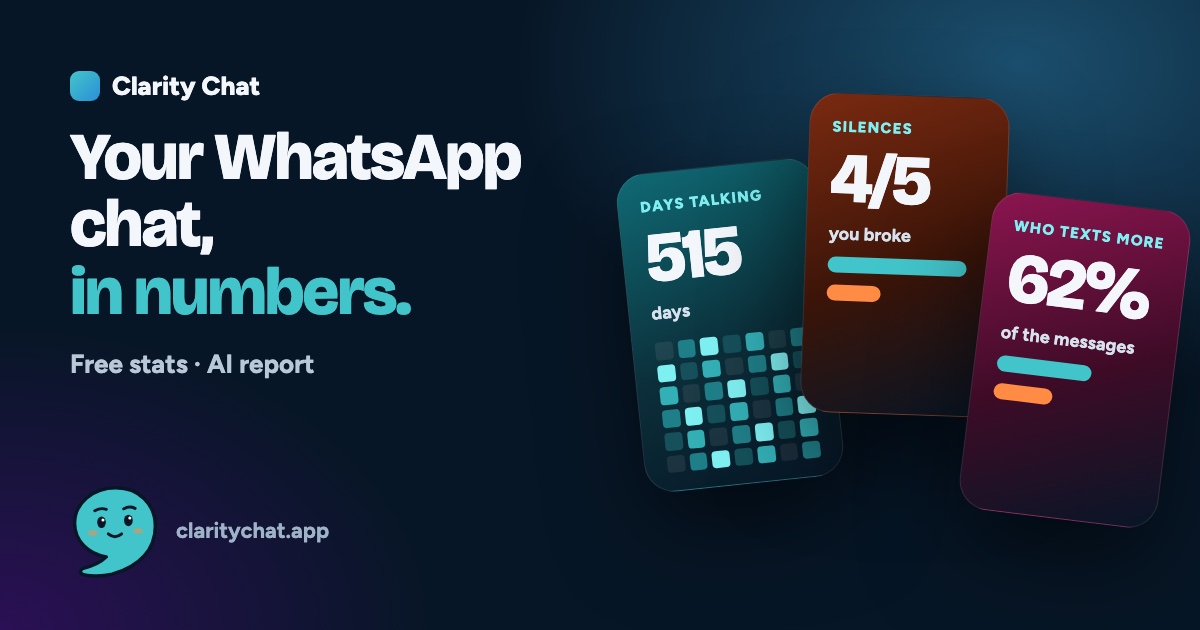 Clarity Chat
Your WhatsApp
chat,
in numbers.
Free stats · AI report
claritychat.app
DAYS TALKING
515
days
SILENCES
4/5
you broke
WHO TEXTS MORE
62%
of the messages